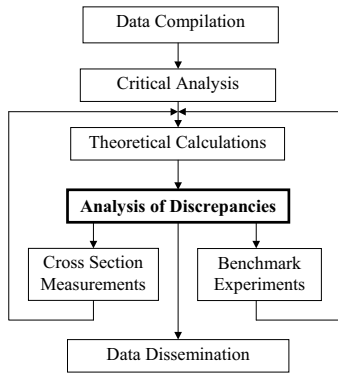 Data Compilation
Critical Analysis
Theoretical Calculations
Analysis of Discrepancies
Cross Section
Measurements
Benchmark
Experiments
Data Dissemination